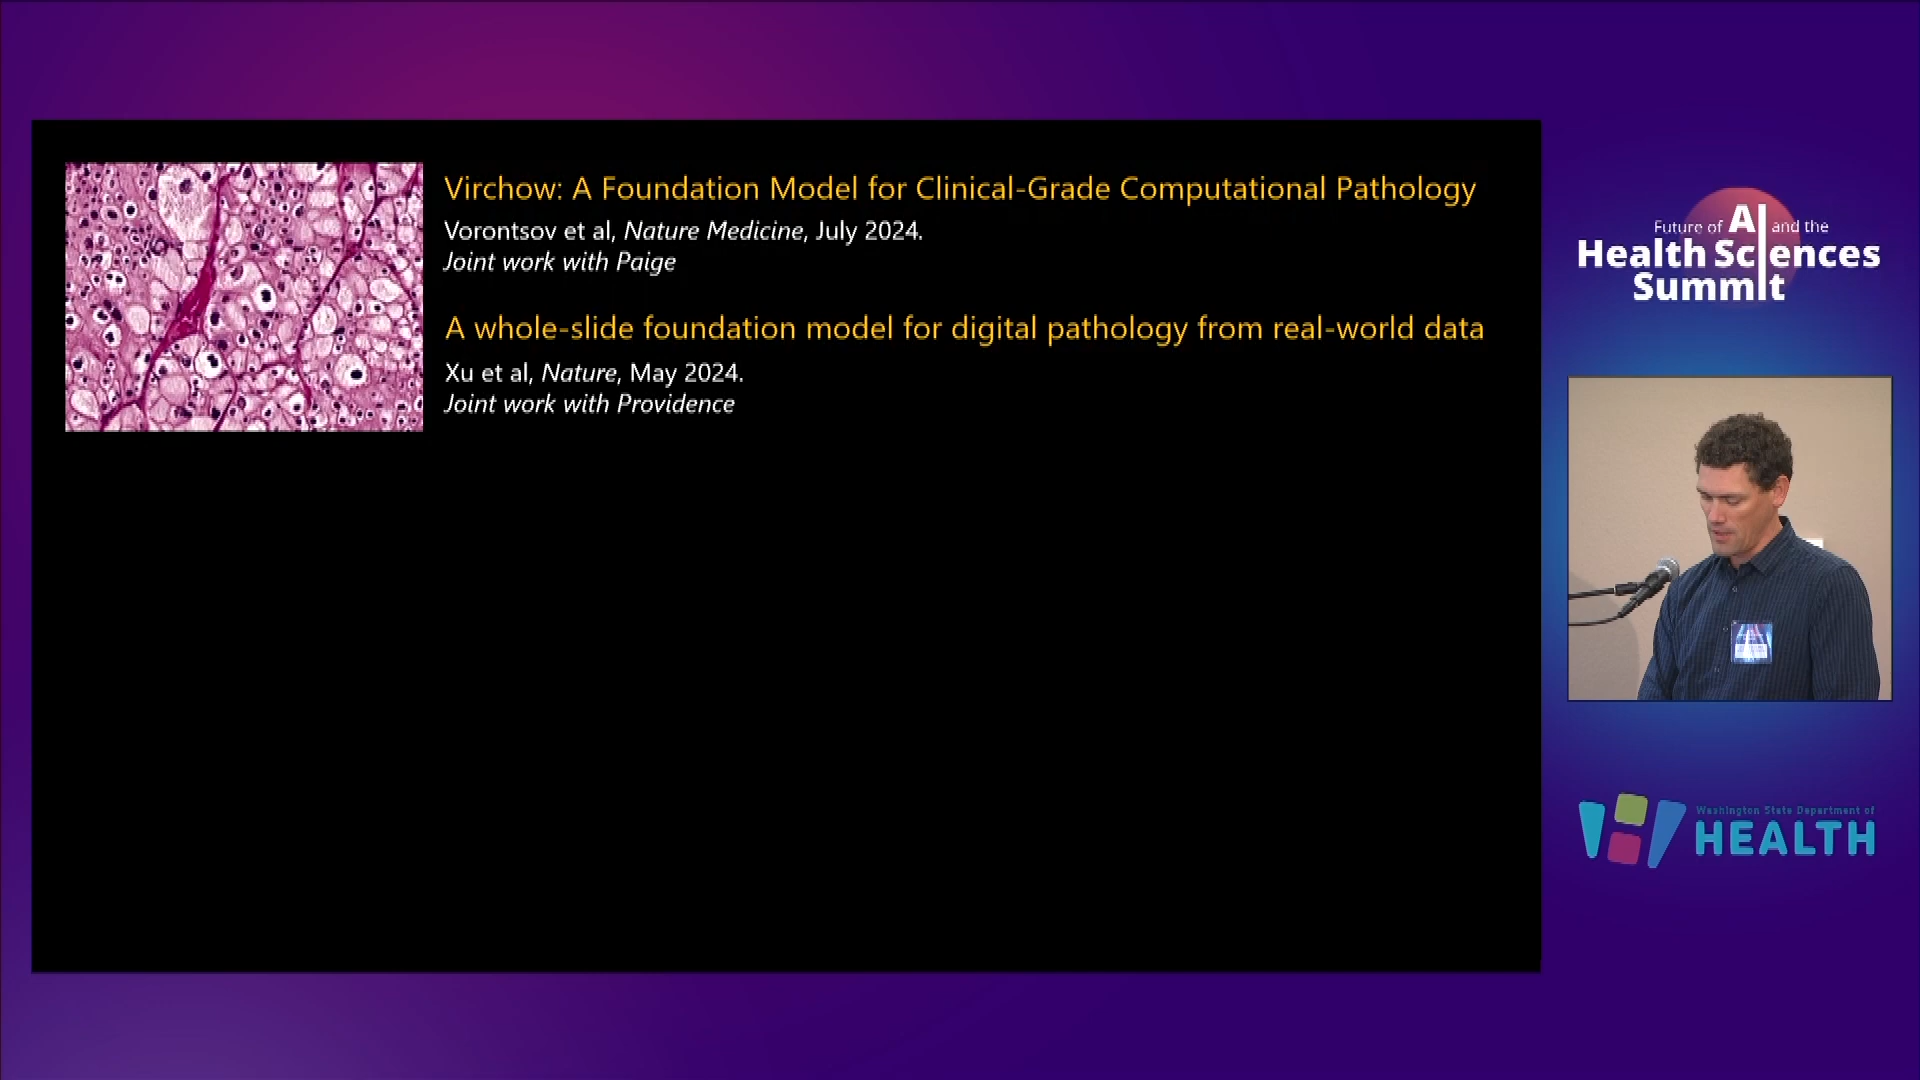 Virchow: A Foundation Model for Clinical-Grade Computational Pathology
Vorontsov et al, Nature Medicine, July 2024.
Joint work with Paige
A whole-slide foundation model for digital pathology from real-world data
Xu et al, Nature, May 2024.
Joint work with Providence
Future of AI and the
Health Sciences
Summit
Washington State Department of
HEALTH